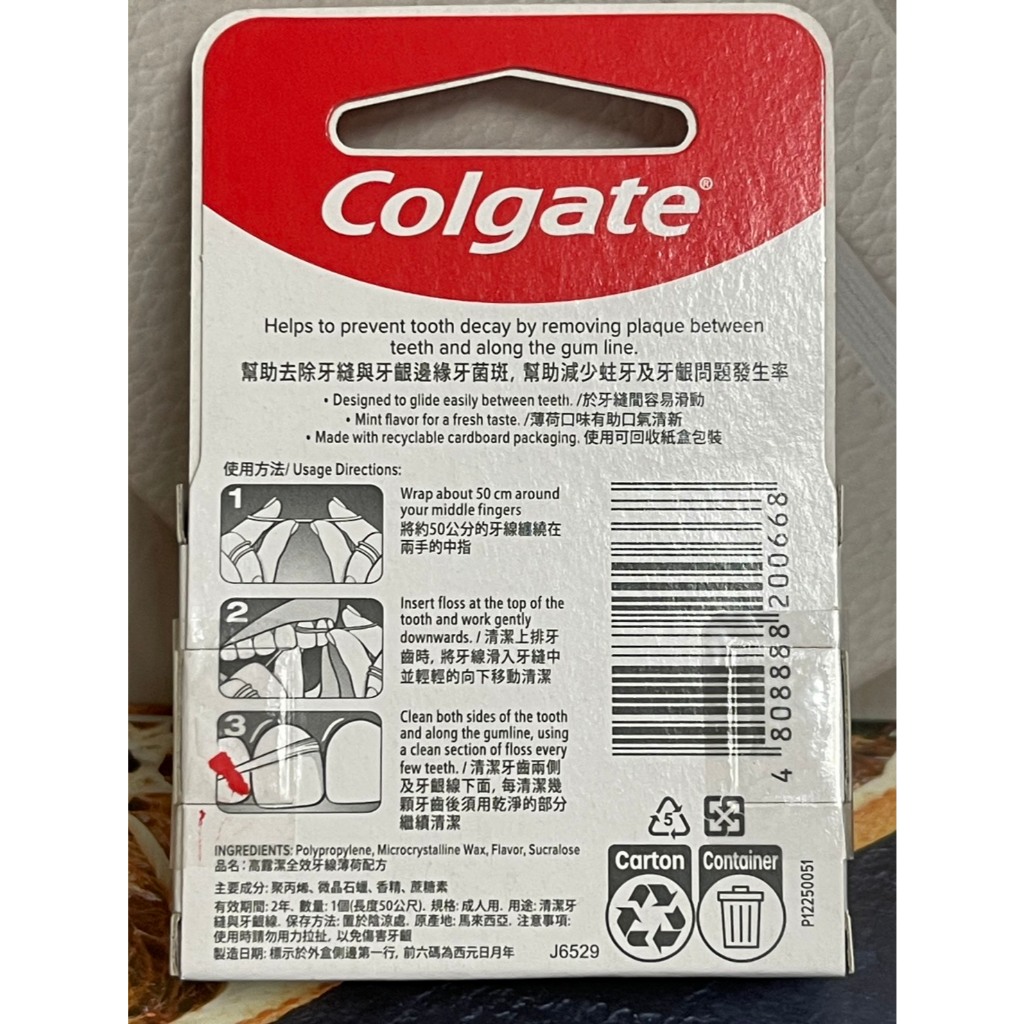 Colgate®
Helps to prevent tooth decay by removing plaque between
teeth and along the gum line.
幫助去除牙縫與牙齦邊緣牙菌斑, 幫助減少蛀牙及牙齦問題發生率
• Designed to glide easily between teeth. /於牙縫間容易滑動
• Mint flavor for a fresh taste. /薄荷口味有助口氣清新
• Made with recyclable cardboard packaging. 使用可回收紙盒包裝
使用方法/ Usage Directions:
1
Wrap about 50 cm around
your middle fingers
將約50公分的牙線纏繞在
兩手的中指
2
Insert floss at the top of the
tooth and work gently
downwards. / 清潔上排牙
齒時, 將牙線滑入牙縫中
並輕輕的向下移動清潔
3
Clean both sides of the tooth
and along the gumline, using
a clean section of floss every
few teeth. / 清潔牙齒兩側
及牙齦線下面, 每清潔幾
顆牙齒後須用乾淨的部分
繼續清潔
4 808888 200668
5
INGREDIENTS: Polypropylene, Microcrystalline Wax, Flavor, Sucralose
品名: 高露潔全效牙線薄荷配方
主要成分: 聚丙烯、微晶石蠟、香精、蔗糖素
有效期間: 2年. 數量: 1個(長度50公尺). 規格: 成人用. 用途: 清潔牙
縫與牙齦線. 保存方法: 置於陰涼處. 原產地: 馬來西亞. 注意事項:
使用時請勿用力拉扯, 以免傷害牙齦
製造日期: 標示於外盒側邊第一行, 前六碼為西元日月年
J6529
Carton
Container
P12250051